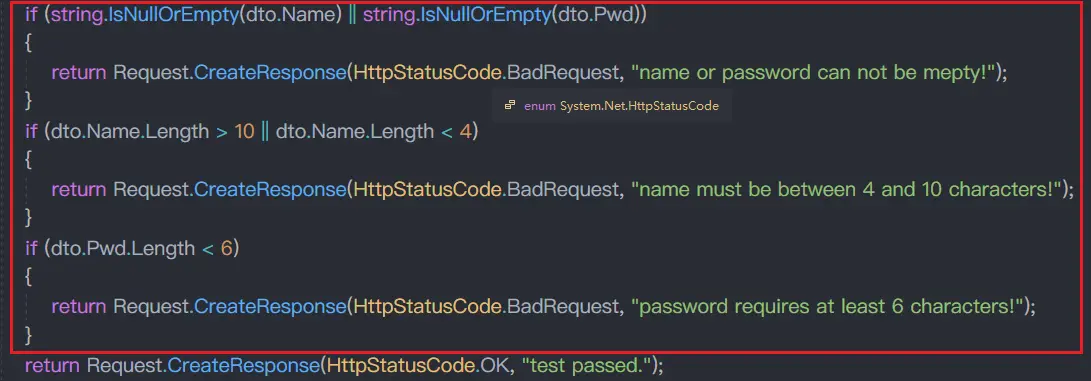 if (string.IsNullOrEmpty(dto.Name) || string.IsNullOrEmpty(dto.Pwd))
{
return Request.CreateResponse(HttpStatusCode.BadRequest, "name or password can not be mepty!");
}
enum System.Net.HttpStatusCode
if (dto.Name.Length > 10 || dto.Name.Length < 4)
{
return Request.CreateResponse(HttpStatusCode.BadRequest, "name must be between 4 and 10 characters!");
}
if (dto.Pwd.Length < 6)
{
return Request.CreateResponse(HttpStatusCode.BadRequest, "password requires at least 6 characters!");
}
return Request.CreateResponse(HttpStatusCode.OK, "test passed.");